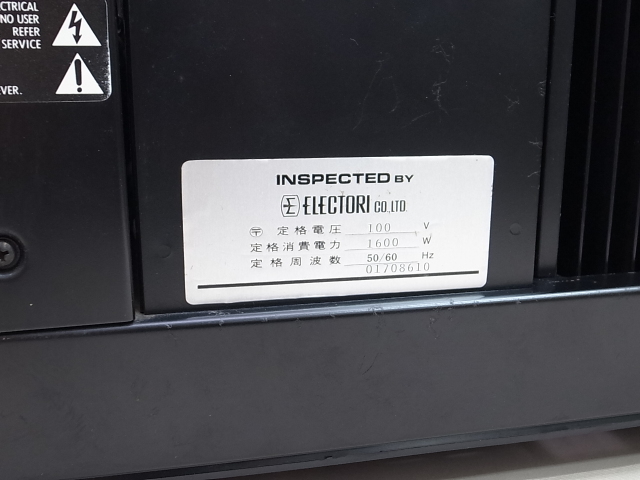 CTRICAL
NO USER
REFER
SERVICE
VER.
INSPECTED BY
E ELECTORI CO.,LTD.
〒 定格電圧 100 V
定格消費電力 1600 W
定格周波数 50/60 Hz
01708610